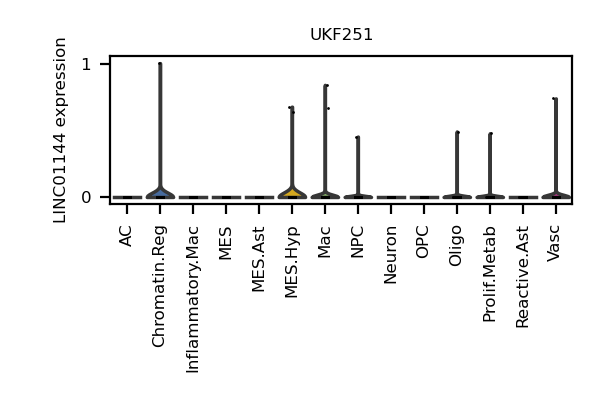 UKF251
LINC01144 expression
1
0
AC
Chromatin.Reg
Inflammatory.Mac
MES
MES.Ast
MES.Hyp
Mac
NPC
Neuron
OPC
Oligo
Prolif.Metab
Reactive.Ast
Vasc